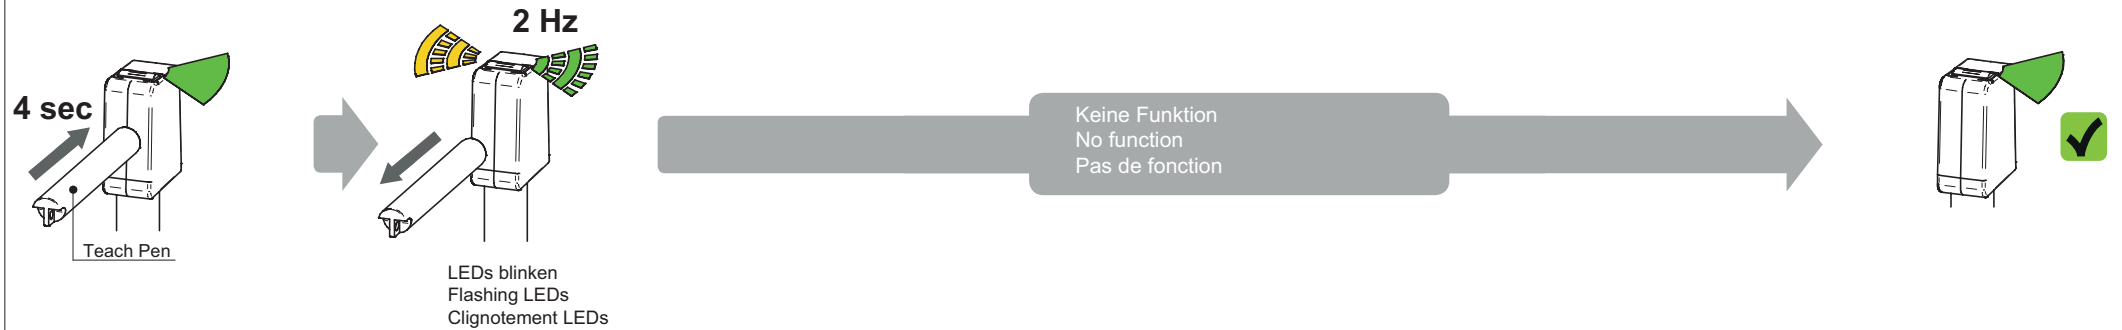 2 Hz
4 sec
Keine Funktion
No function
Pas de fonction
Teach Pen
LEDs blinken
Flashing LEDs
Clignotement LEDs